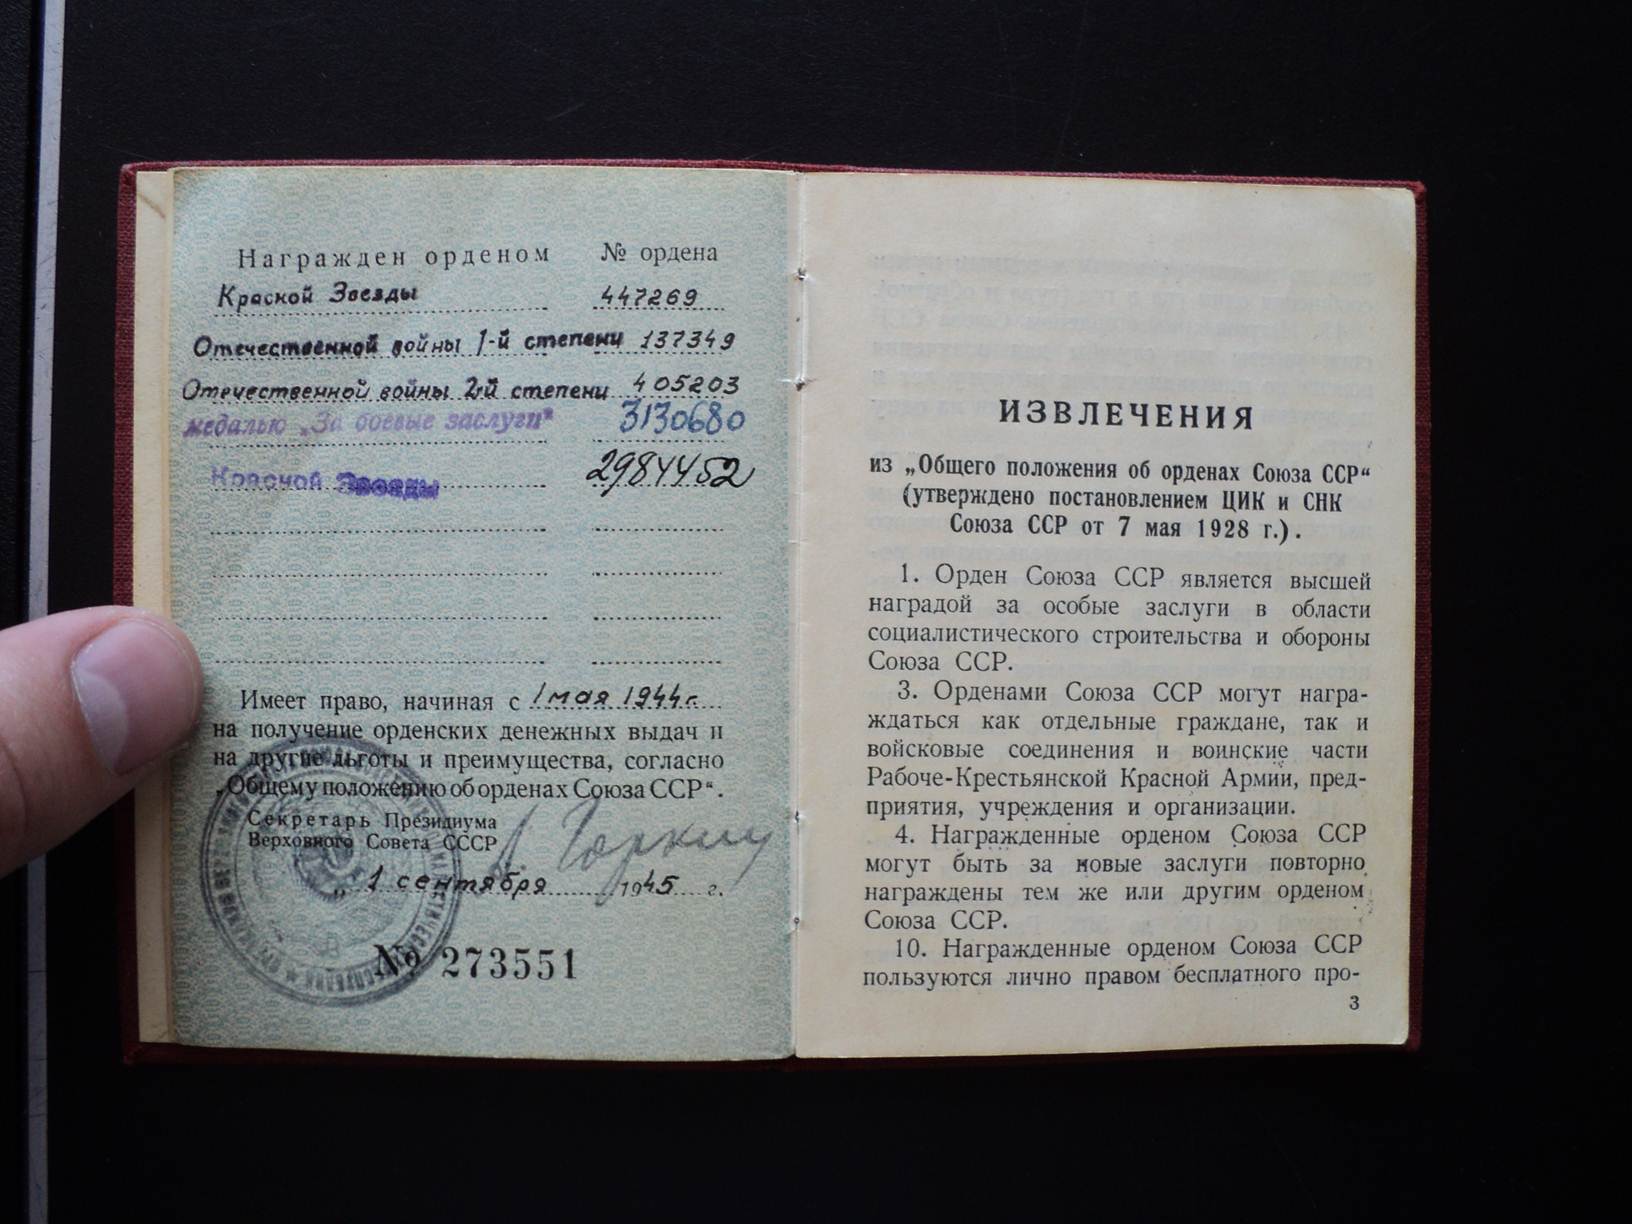 Награжден орденом № ордена
Красной Звезды 447269
Отечественной войны 1-й степени 137349
Отечественной войны 2й степени 405203
медалью „За боевые заслуги“ 3130680
Красной Звезды 2984452
Имеет право, начиная с 1 мая 1944 г.
на получение орденских денежных выдач и
на другие льготы и преимущества, согласно
„Общему положению об орденах Союза ССР“.
Секретарь Президиума
Верховного Совета СССР
А Горкин
„ 1 сентября 1945 г.
№ 273551
ИЗВЛЕЧЕНИЯ
из „Общего положения об орденах Союза ССР“
(утверждено постановлением ЦИК и СНК
Союза ССР от 7 мая 1928 г.).
1. Орден Союза ССР является высшей
наградой за особые заслуги в области
социалистического строительства и обороны
Союза ССР.
3. Орденами Союза ССР могут награ-
ждаться как отдельные граждане, так и
войсковые соединения и воинские части
Рабоче-Крестьянской Красной Армии, пред-
приятия, учреждения и организации.
4. Награжденные орденом Союза ССР
могут быть за новые заслуги повторно
награждены тем же или другим орденом
Союза ССР.
10. Награжденные орденом Союза ССР
пользуются лично правом бесплатного про-
3